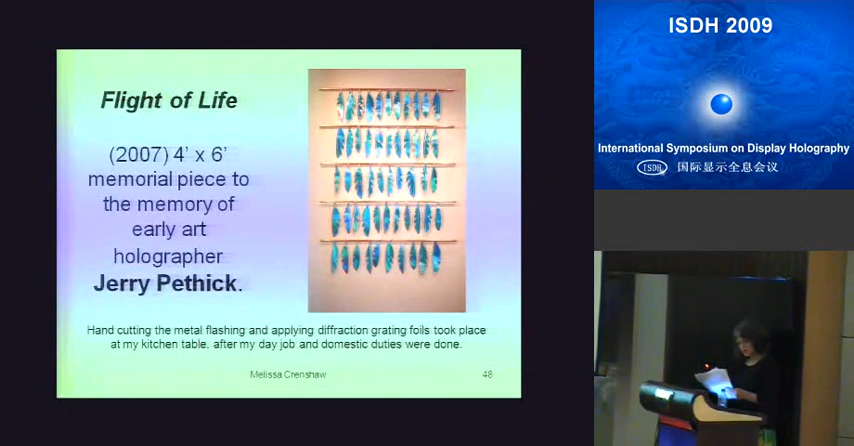 Flight of Life
(2007) 4' x 6'
memorial piece to
the memory of
early art
holographer
Jerry Pethick.
Hand cutting the metal flashing and applying diffraction grating foils took place
at my kitchen table, after my day job and domestic duties were done.
Melissa Crenshaw
48
ISDH 2009
International Symposium on Display Holography
ISDH 国际显示全息会议